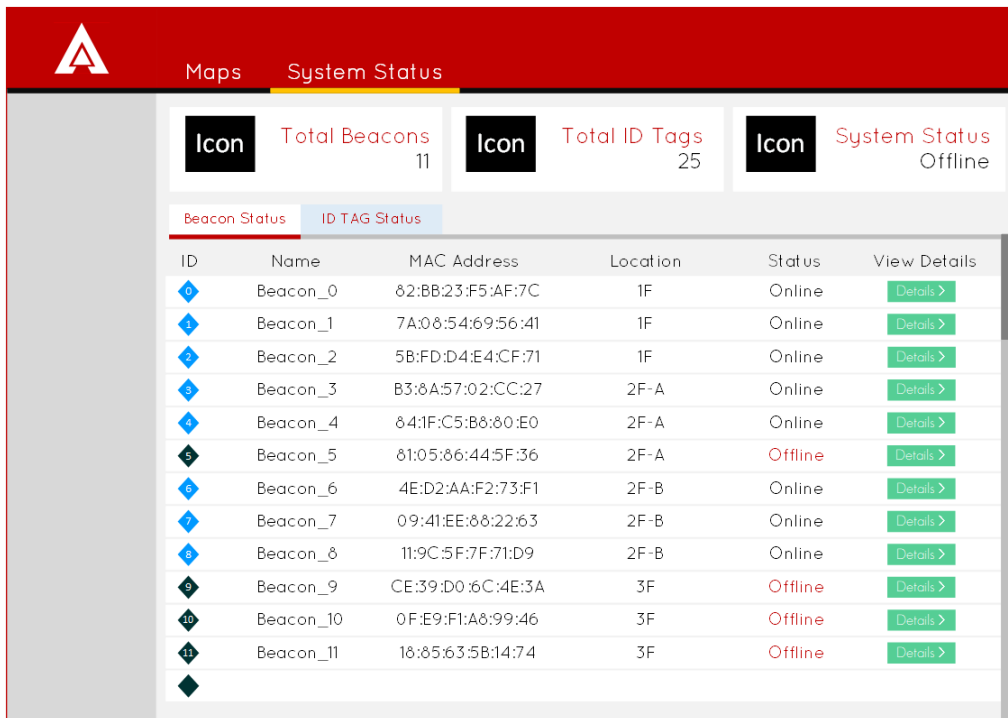 Maps System Status
Icon Total Beacons 11 Icon Total ID Tags 25 Icon System Status Offline
Beacon Status ID TAG Status
ID Name MAC Address Location Status View Details
0 Beacon_0 82:BB:23:F5:AF:7C 1F Online Details >
1 Beacon_1 7A:08:54:69:56:41 1F Online Details >
2 Beacon_2 5B:FD:D4:E4:CF:71 1F Online Details >
3 Beacon_3 B3:8A:57:02:CC:27 2F-A Online Details >
4 Beacon_4 84:1F:C5:B8:80:E0 2F-A Online Details >
5 Beacon_5 81:05:86:44:5F:36 2F-A Offline Details >
6 Beacon_6 4E:D2:AA:F2:73:F1 2F-B Online Details >
7 Beacon_7 09:41:EE:88:22:63 2F-B Online Details >
8 Beacon_8 11:9C:5F:7F:71:D9 2F-B Online Details >
9 Beacon_9 CE:39:D0:6C:4E:3A 3F Offline Details >
10 Beacon_10 0F:E9:F1:A8:99:46 3F Offline Details >
11 Beacon_11 18:85:63:5B:14:74 3F Offline Details >